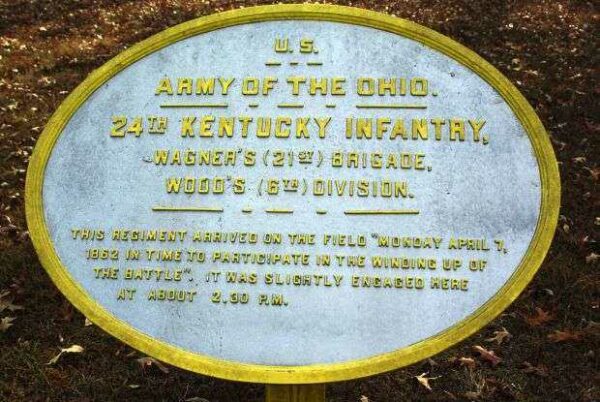 U.S.
ARMY OF THE OHIO.
24TH KENTUCKY INFANTRY,
WAGNER'S (21ST) BRIGADE,
WOOD'S (6TH) DIVISION.
THIS REGIMENT ARRIVED ON THE FIELD "MONDAY APRIL 7,
1862 IN TIME TO PARTICIPATE IN THE WINDING UP OF
THE BATTLE". IT WAS SLIGHTLY ENGAGED HERE
AT ABOUT 2.30 P.M.